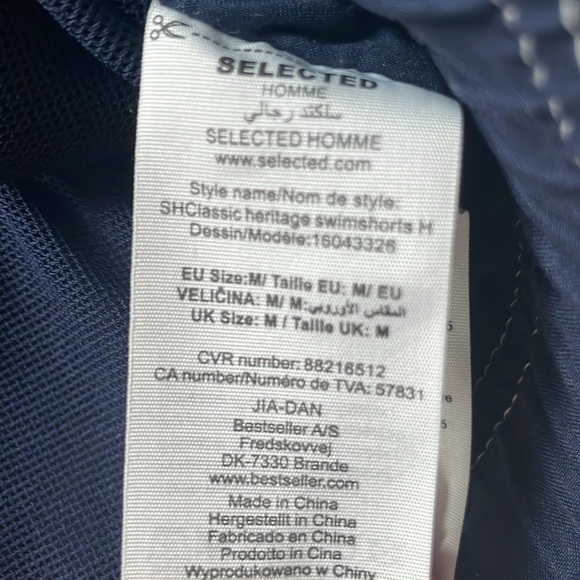 SELECTED
HOMME
سلكتد رجالي
SELECTED HOMME
www.selected.com
Style name/Nom de style:
SHClassic heritage swimshorts H
Dessin/Modèle:16043326
EU Size:M/ Taille EU: M/ EU
VELIČINA: M/ M:المقاس الأوروبي
UK Size: M / Taille UK: M
CVR number: 88216512
CA number/Numéro de TVA: 57831
JIA-DAN
Bestseller A/S
Fredskovvej
DK-7330 Brande
www.bestseller.com
Made in China
Hergestellt in China
Fabricado en China
Prodotto in Cina
Wyprodukowano w Chiny